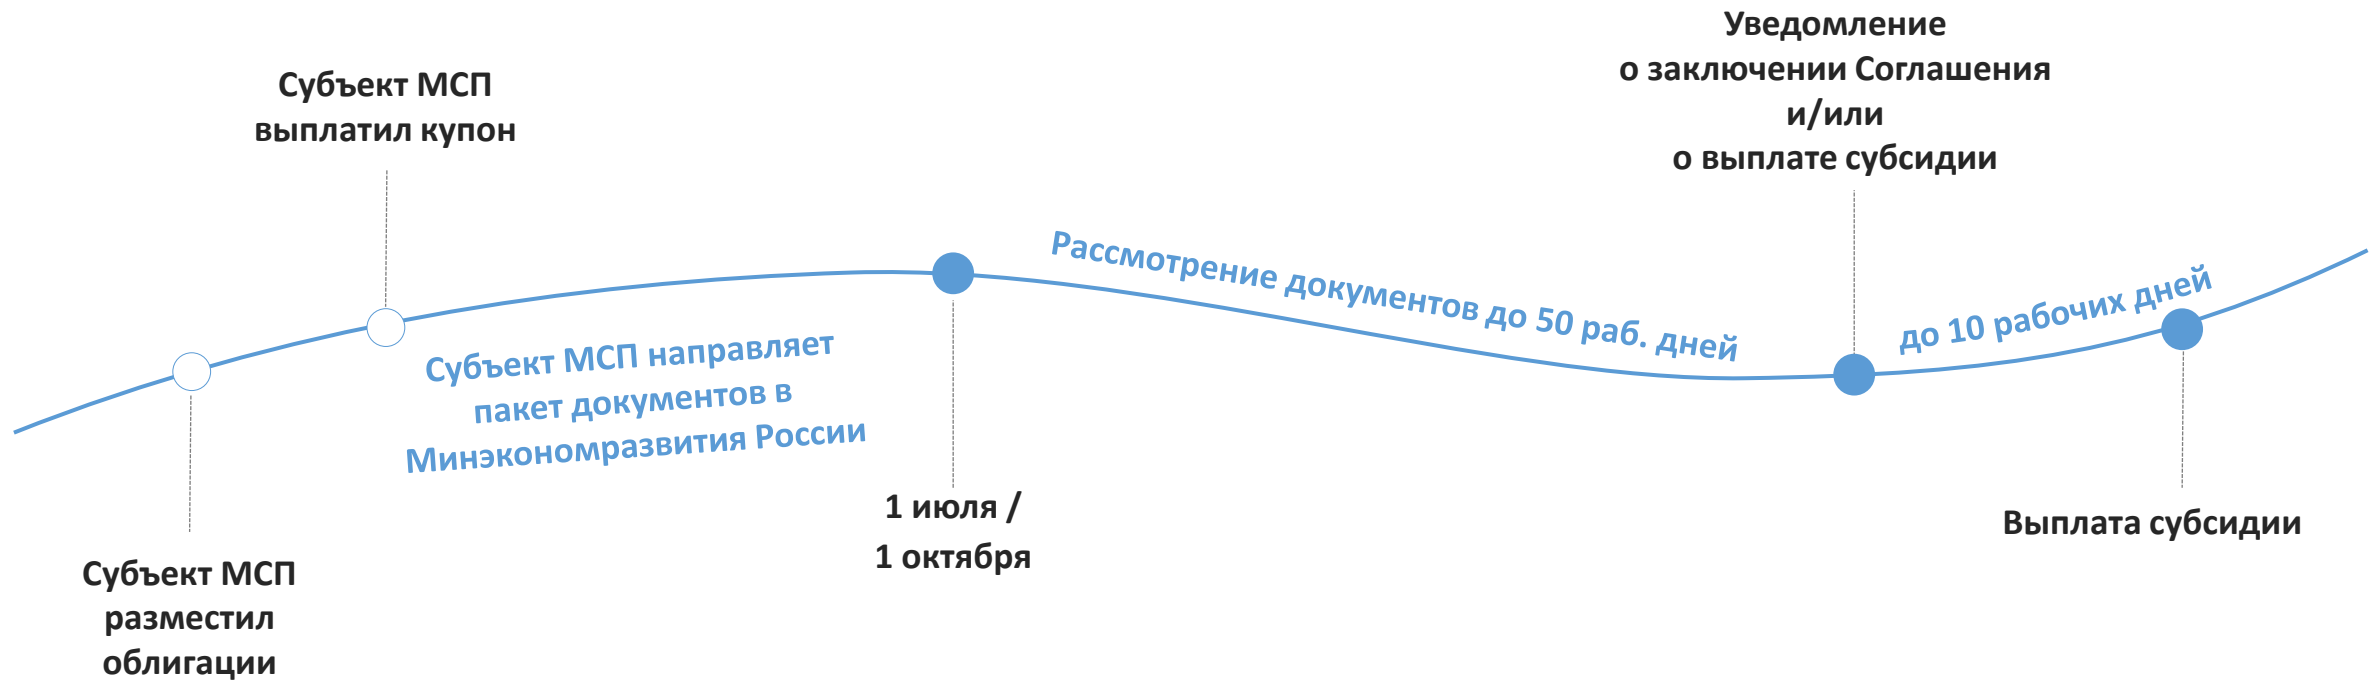 Субъект МСП
разместил
облигации
Субъект МСП
выплатил купон
Субъект МСП направляет
пакет документов в
Минэкономразвития России
1 июля /
1 октября
Рассмотрение документов до 50 раб. дней
Уведомление
о заключении Соглашения
и/или
о выплате субсидии
до 10 рабочих дней
Выплата субсидии